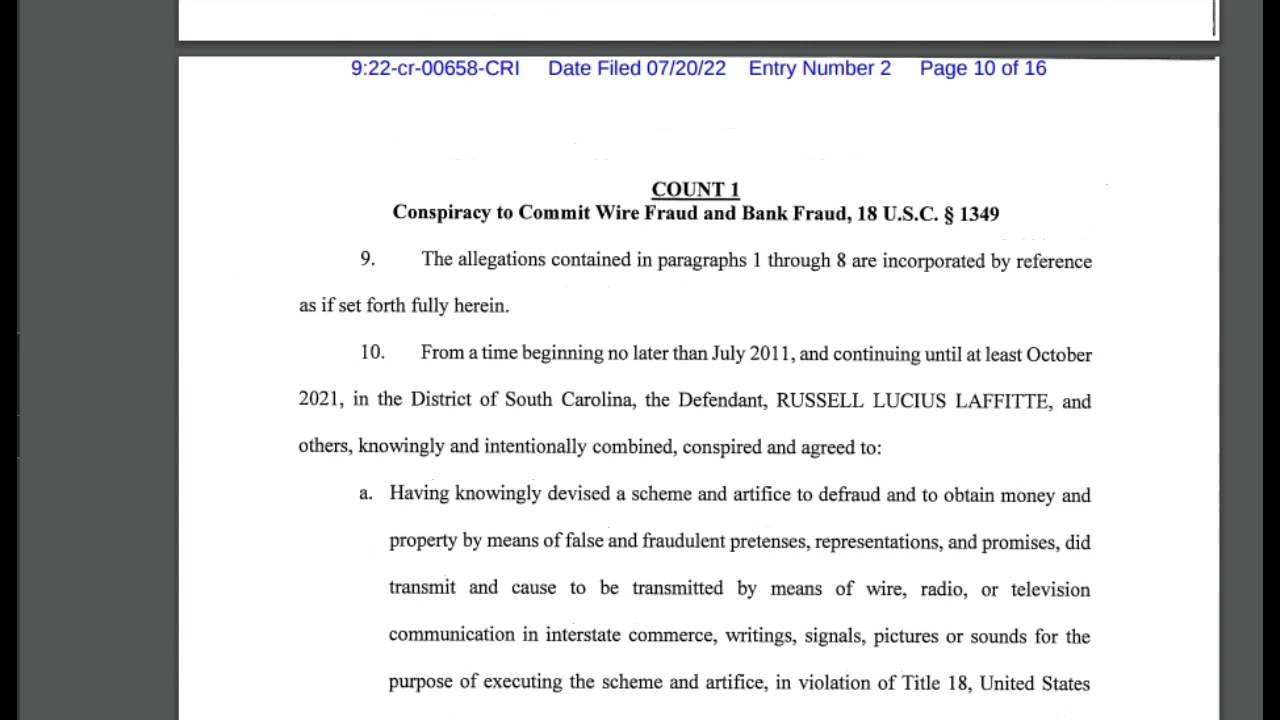 9:22-cr-00658-CRI Date Filed 07/20/22 Entry Number 2 Page 10 of 16
COUNT 1
Conspiracy to Commit Wire Fraud and Bank Fraud, 18 U.S.C. § 1349
9. The allegations contained in paragraphs 1 through 8 are incorporated by reference
as if set forth fully herein.
10. From a time beginning no later than July 2011, and continuing until at least October
2021, in the District of South Carolina, the Defendant, RUSSELL LUCIUS LAFFITTE, and
others, knowingly and intentionally combined, conspired and agreed to:
a. Having knowingly devised a scheme and artifice to defraud and to obtain money and
property by means of false and fraudulent pretenses, representations, and promises, did
transmit and cause to be transmitted by means of wire, radio, or television
communication in interstate commerce, writings, signals, pictures or sounds for the
purpose of executing the scheme and artifice, in violation of Title 18, United States